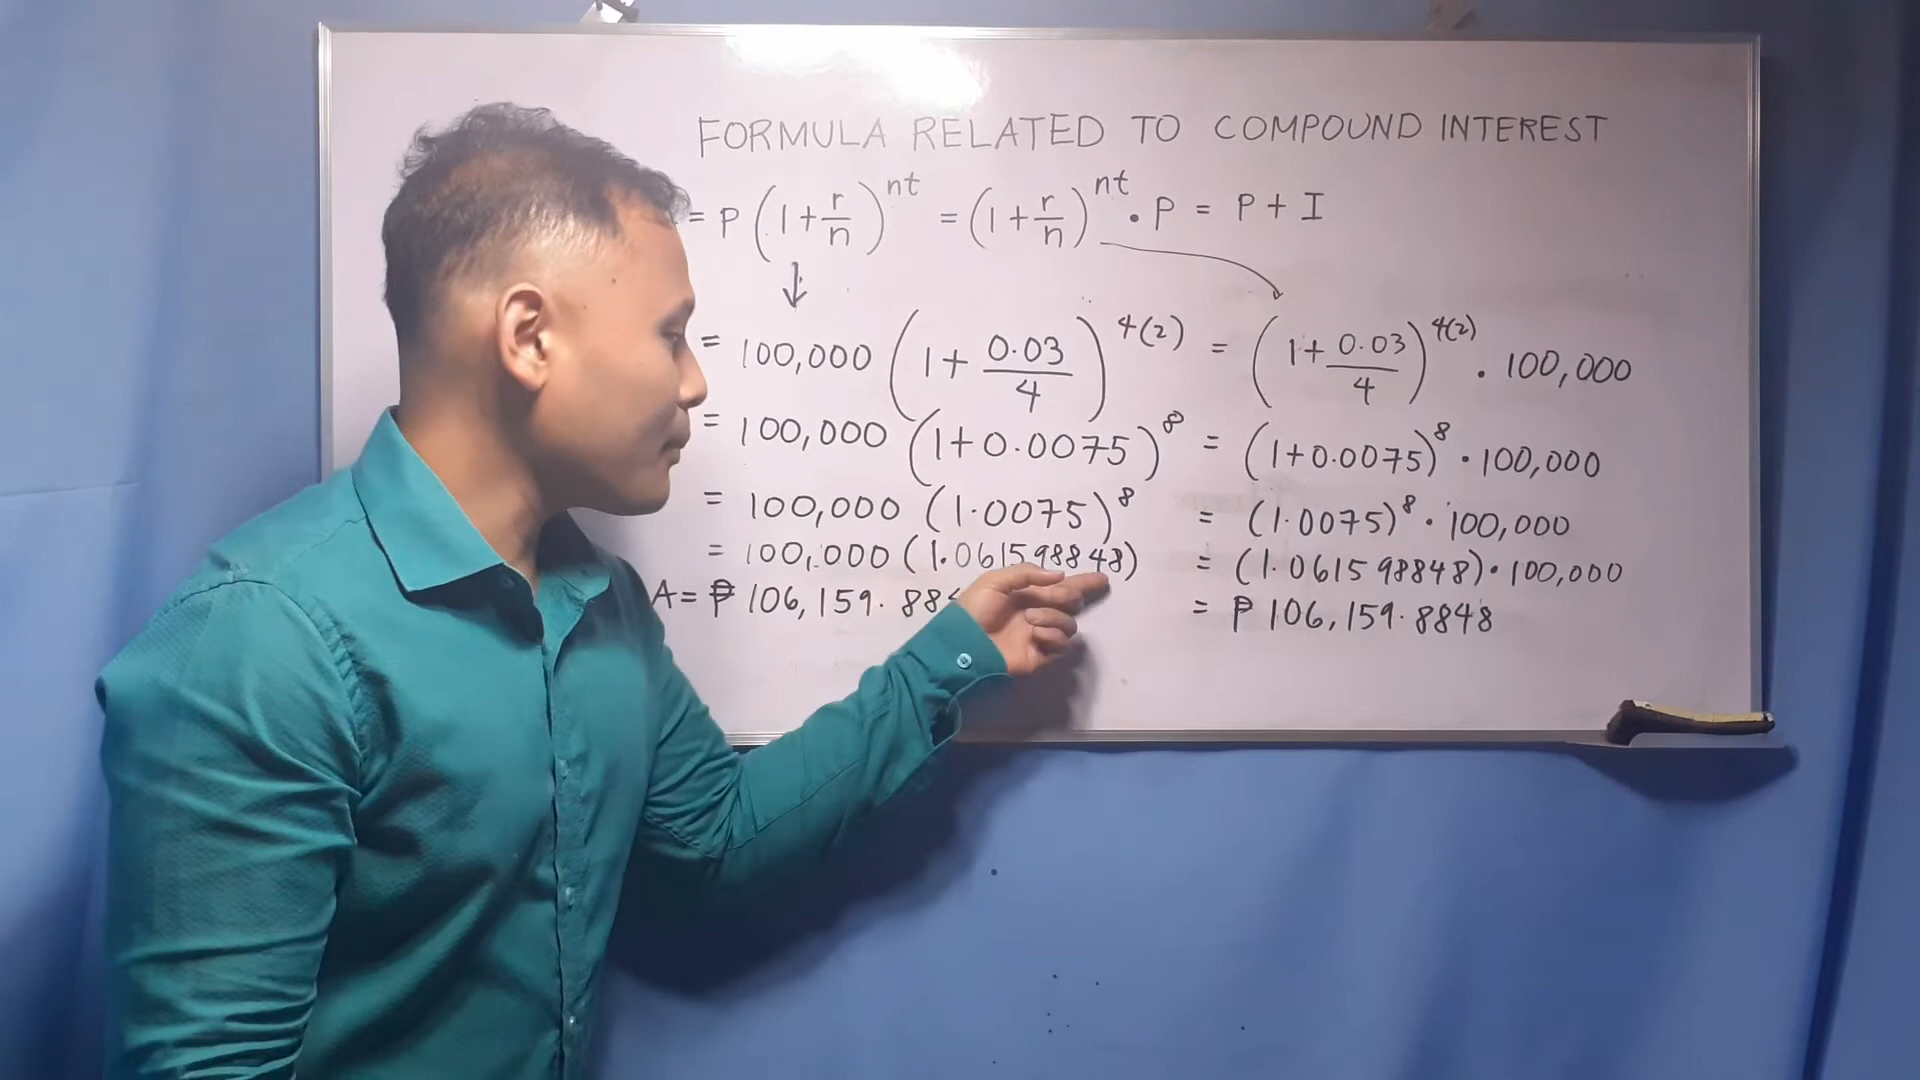 FORMULA RELATED TO COMPOUND INTEREST
= P (1 + r/n)^nt = (1 + r/n)^nt · P = P + I
= 100,000 (1 + 0.03/4)^4(2) = (1 + 0.03/4)^4(2) · 100,000
= 100,000 (1+0.0075)^8 = (1+0.0075)^8 · 100,000
= 100,000 (1.0075)^8 = (1.0075)^8 · 100,000
= 100,000 (1.061598848) = (1.061598848) · 100,000
A = ₱ 106,159.88 = ₱ 106,159.8848